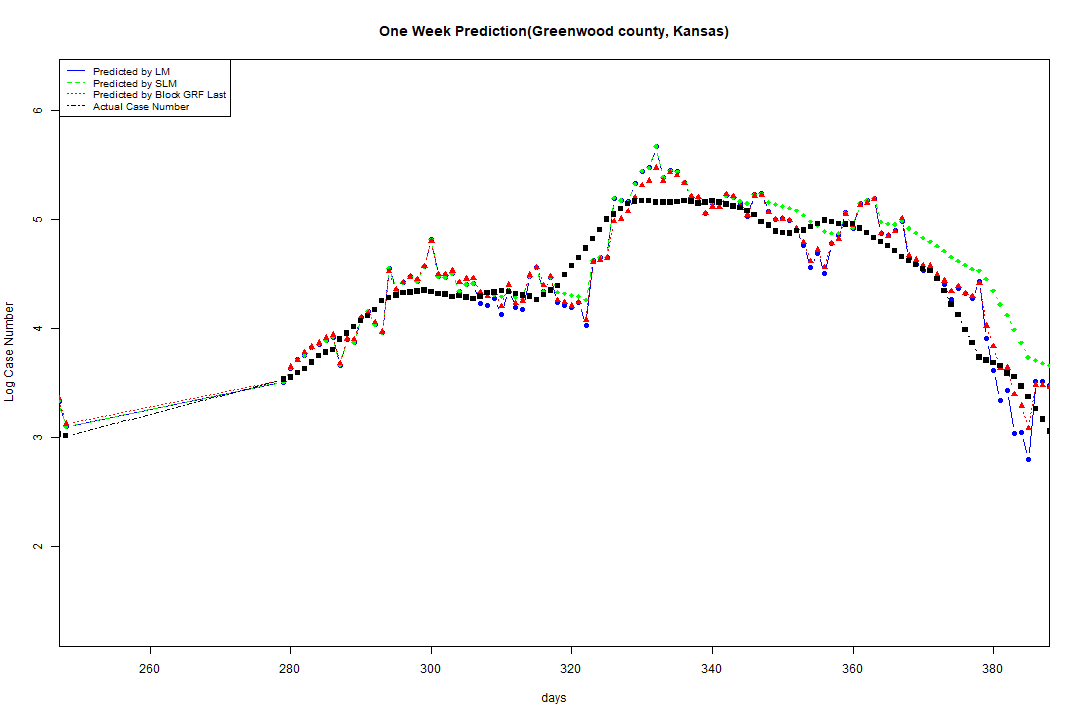 One Week Prediction(Greenwood county, Kansas)
Predicted by LM
Predicted by SLM
Predicted by Block GRF Last
Actual Case Number
6
5
4
3
2
Log Case Number
260 280 300 320 340 360 380
days